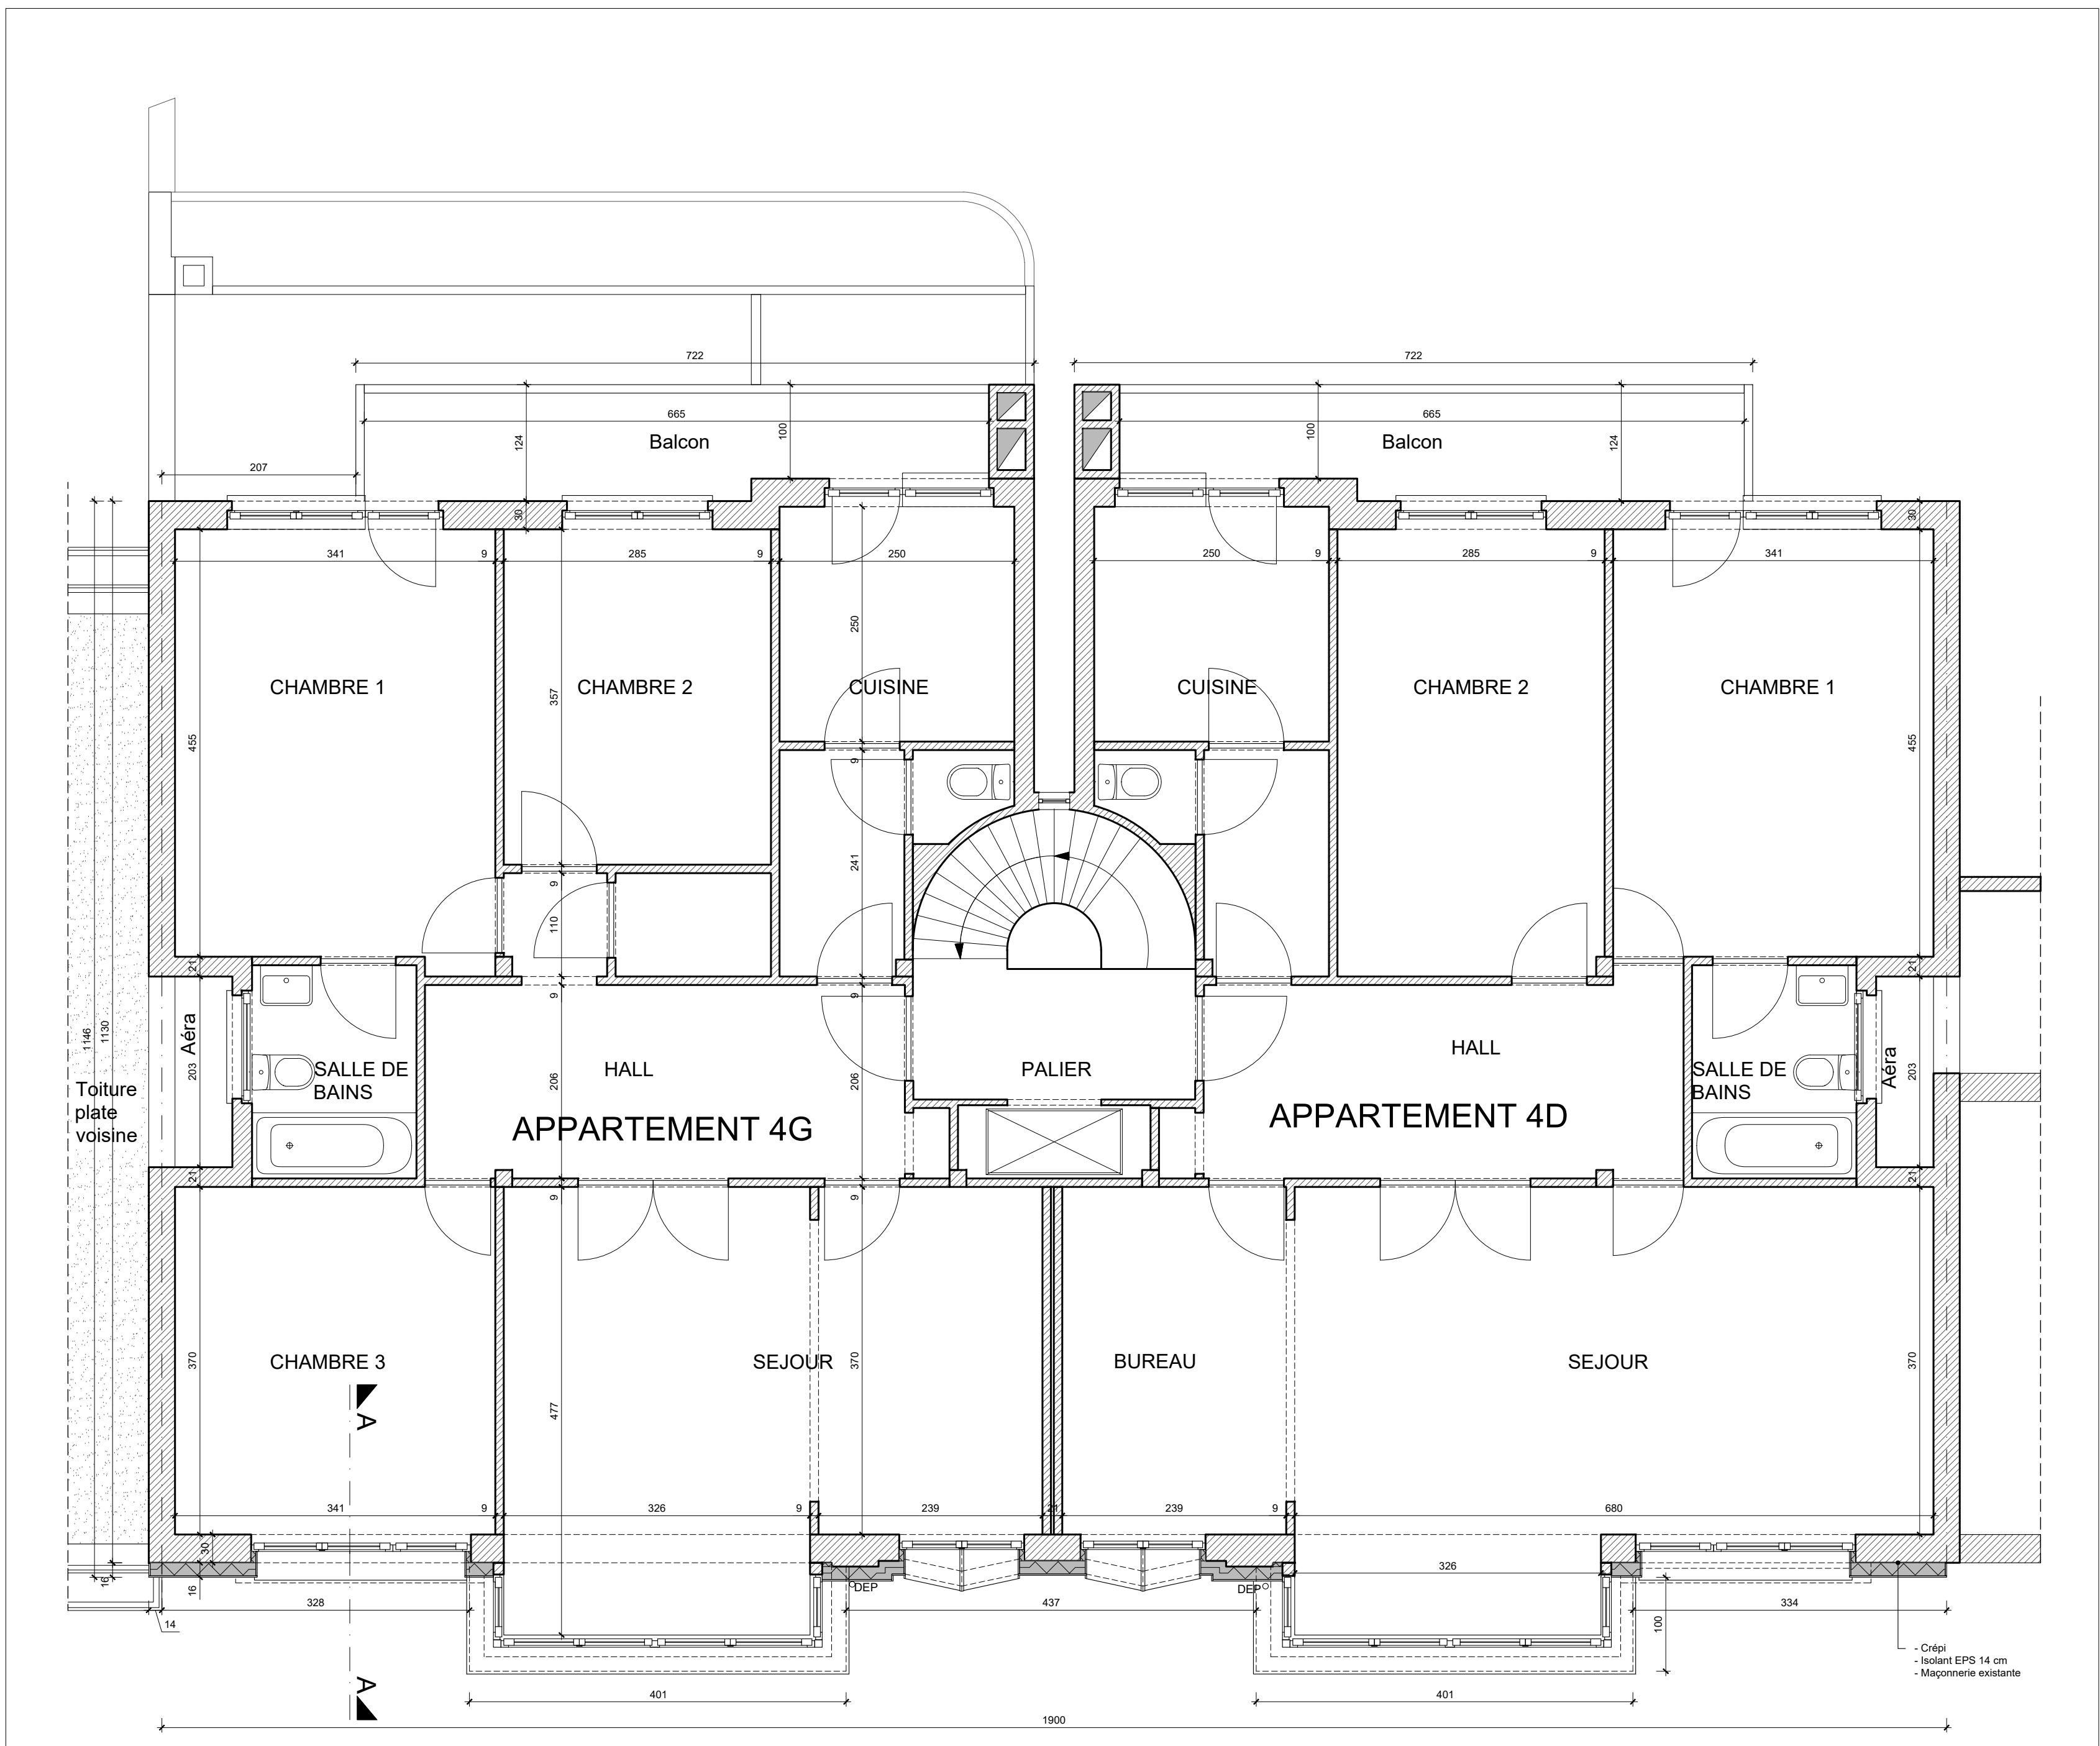 722
722
665
665
124
100
100
124
Balcon
Balcon
207
30
30
341
9
285
9
250
250
9
285
9
341
250
357
455
455
CHAMBRE 1
CHAMBRE 2
CUISINE
CUISINE
CHAMBRE 2
CHAMBRE 1
9
241
9
110
21
21
9
9
1146
1130
Aéra
203
Toiture
plate
voisine
SALLE DE
BAINS
HALL
206
206
PALIER
HALL
SALLE DE
BAINS
Aéra
203
APPARTEMENT 4G
APPARTEMENT 4D
21
9
9
21
370
CHAMBRE 3
SEJOUR
370
BUREAU
SEJOUR
370
A
477
341
9
326
9
239
21
239
9
680
30
16
16
DEP
DEP
326
14
328
437
100
334
- Crépi
- Isolant EPS 14 cm
- Maçonnerie existante
A
401
401
1900